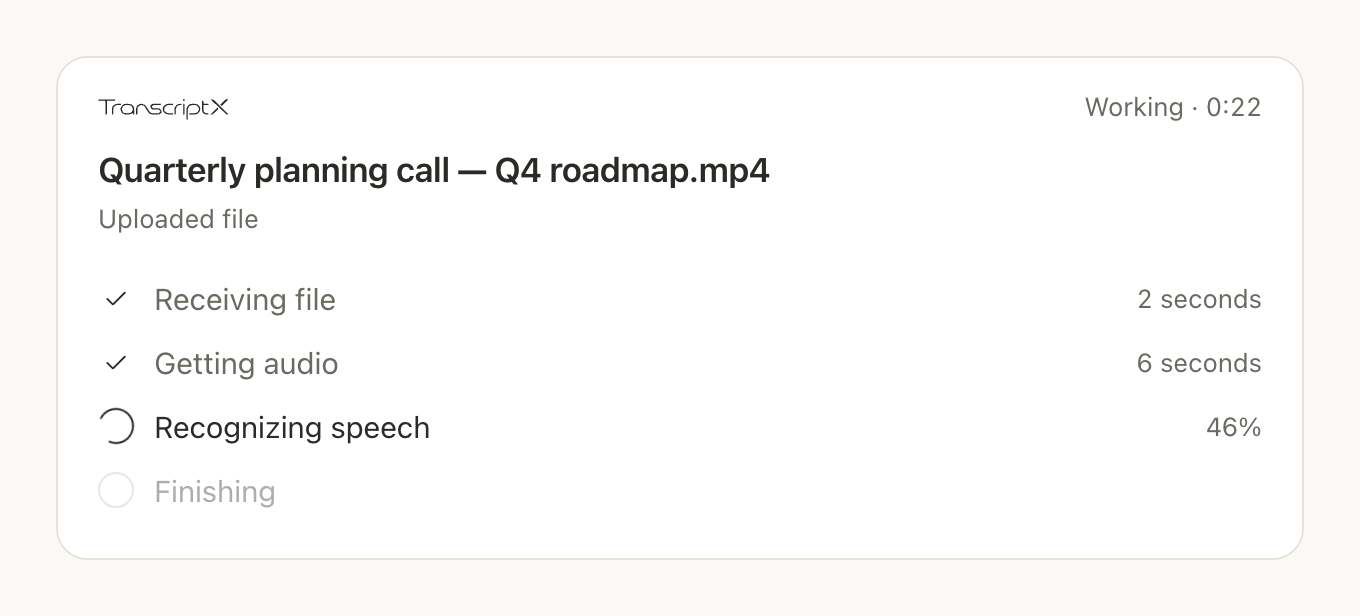 TranscriptX
Working · 0:22
Quarterly planning call — Q4 roadmap.mp4
Uploaded file
Receiving file
2 seconds
Getting audio
6 seconds
Recognizing speech
46%
Finishing